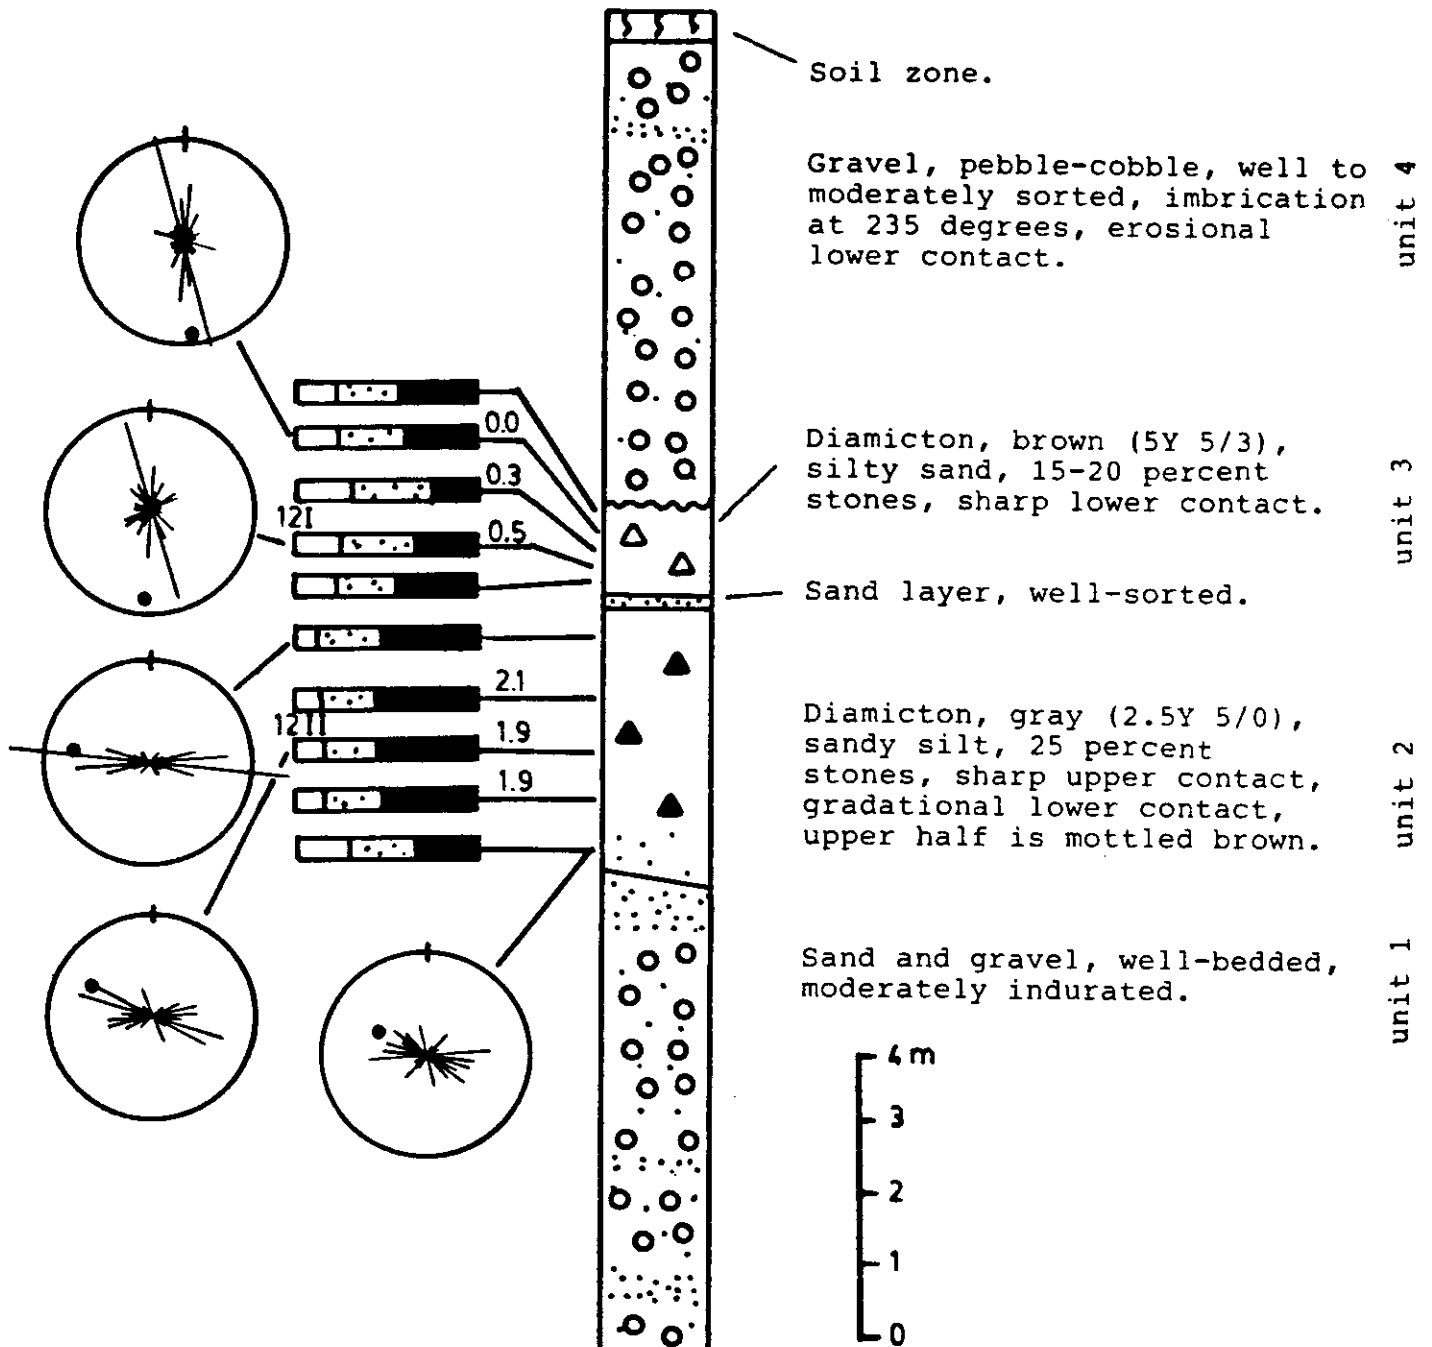 Soil zone.
Gravel, pebble-cobble, well to
moderately sorted, imbrication
at 235 degrees, erosional
lower contact.
unit 4
0.0
0.3
12I
0.5
Diamicton, brown (5Y 5/3),
silty sand, 15-20 percent
stones, sharp lower contact.
unit 3
Sand layer, well-sorted.
2.1
12II
1.9
1.9
Diamicton, gray (2.5Y 5/0),
sandy silt, 25 percent
stones, sharp upper contact,
gradational lower contact,
upper half is mottled brown.
unit 2
Sand and gravel, well-bedded,
moderately indurated.
unit 1
4 m
3
2
1
0